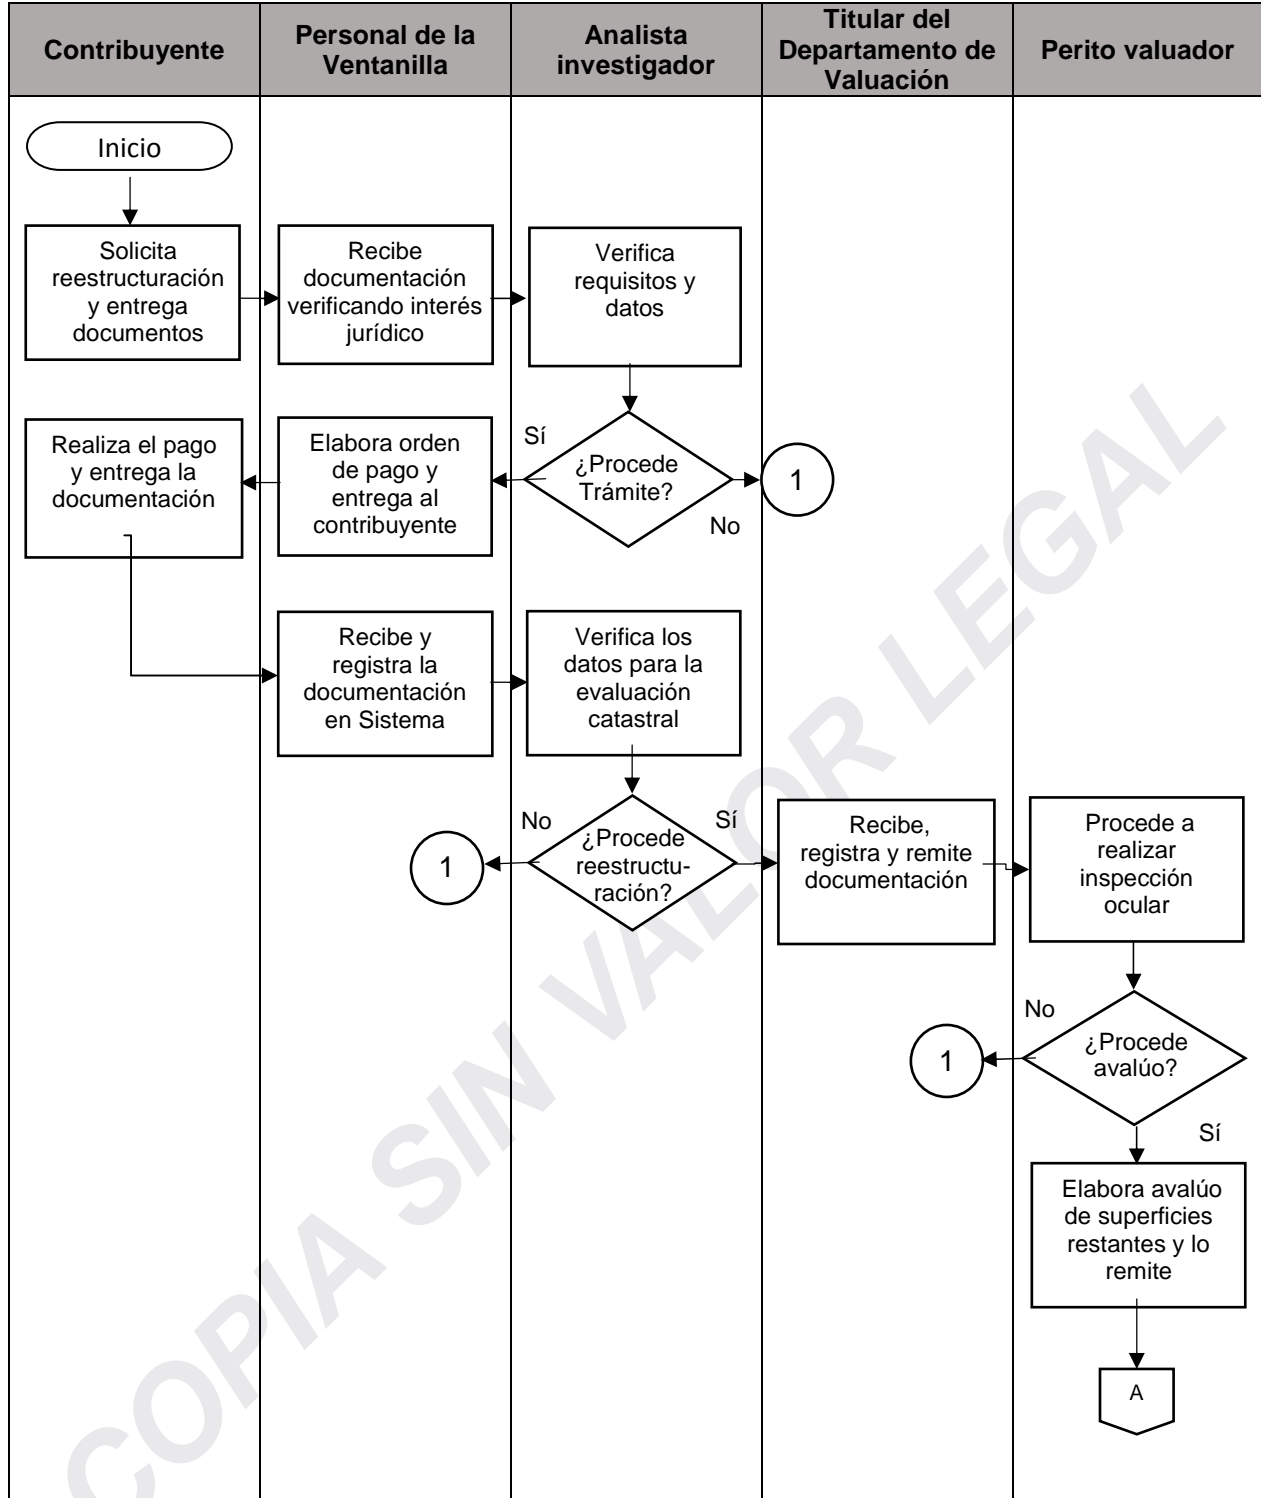 Contribuyente
Personal de la
Ventanilla
Analista
investigador
Titular del
Departamento de
Valuación
Perito valuador
Inicio
Solicita
reestructuración
y entrega
documentos
Recibe
documentación
verificando interés
jurídico
Verifica
requisitos y
datos
Realiza el pago
y entrega la
documentación
Elabora orden
de pago y
entrega al
contribuyente
Sí
¿Procede
Trámite?
No
1
Recibe y
registra la
documentación
en Sistema
Verifica los
datos para la
evaluación
catastral
1
No
¿Procede
reestructu-
ración?
Sí
Recibe,
registra y remite
documentación
Procede a
realizar
inspección
ocular
No
1
¿Procede
avalúo?
Sí
Elabora avalúo
de superficies
restantes y lo
remite
A
COPIA SIN VALOR LEGAL